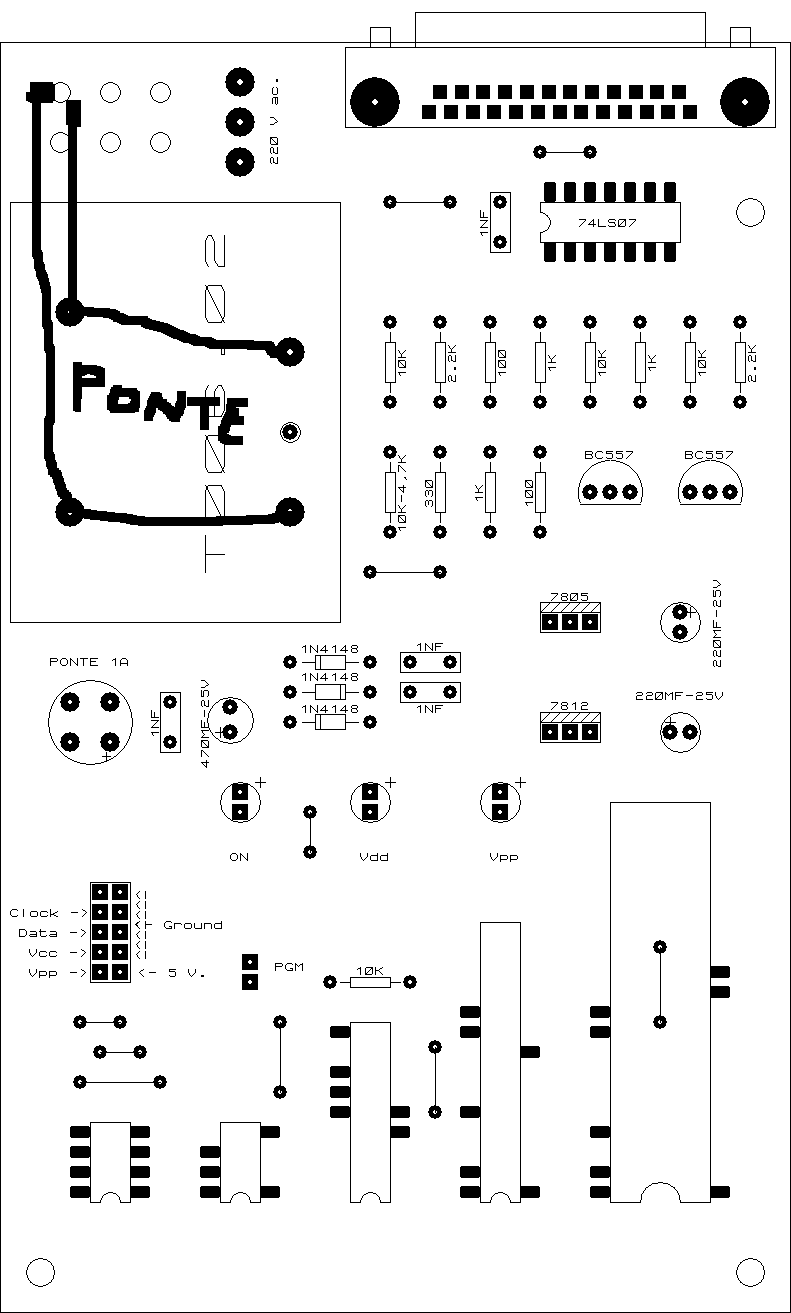 220 V ac.
1NF
74LS07
10K
2.2K
100
1K
10K
1K
10K
2.2K
PONTE
10K-4,7K
330
1K
100
BC557
BC557
7805
220MF-25V
PONTE 1A
1NF
470MF-25V
1N4148
1N4148
1N4148
1NF
1NF
7812
220MF-25V
+
+
+
+
+
+
+
ON
Vdd
Vpp
Clock ->
Data ->
Vcc ->
Vpp ->
Ground
<- 5 V.
PGM
10K